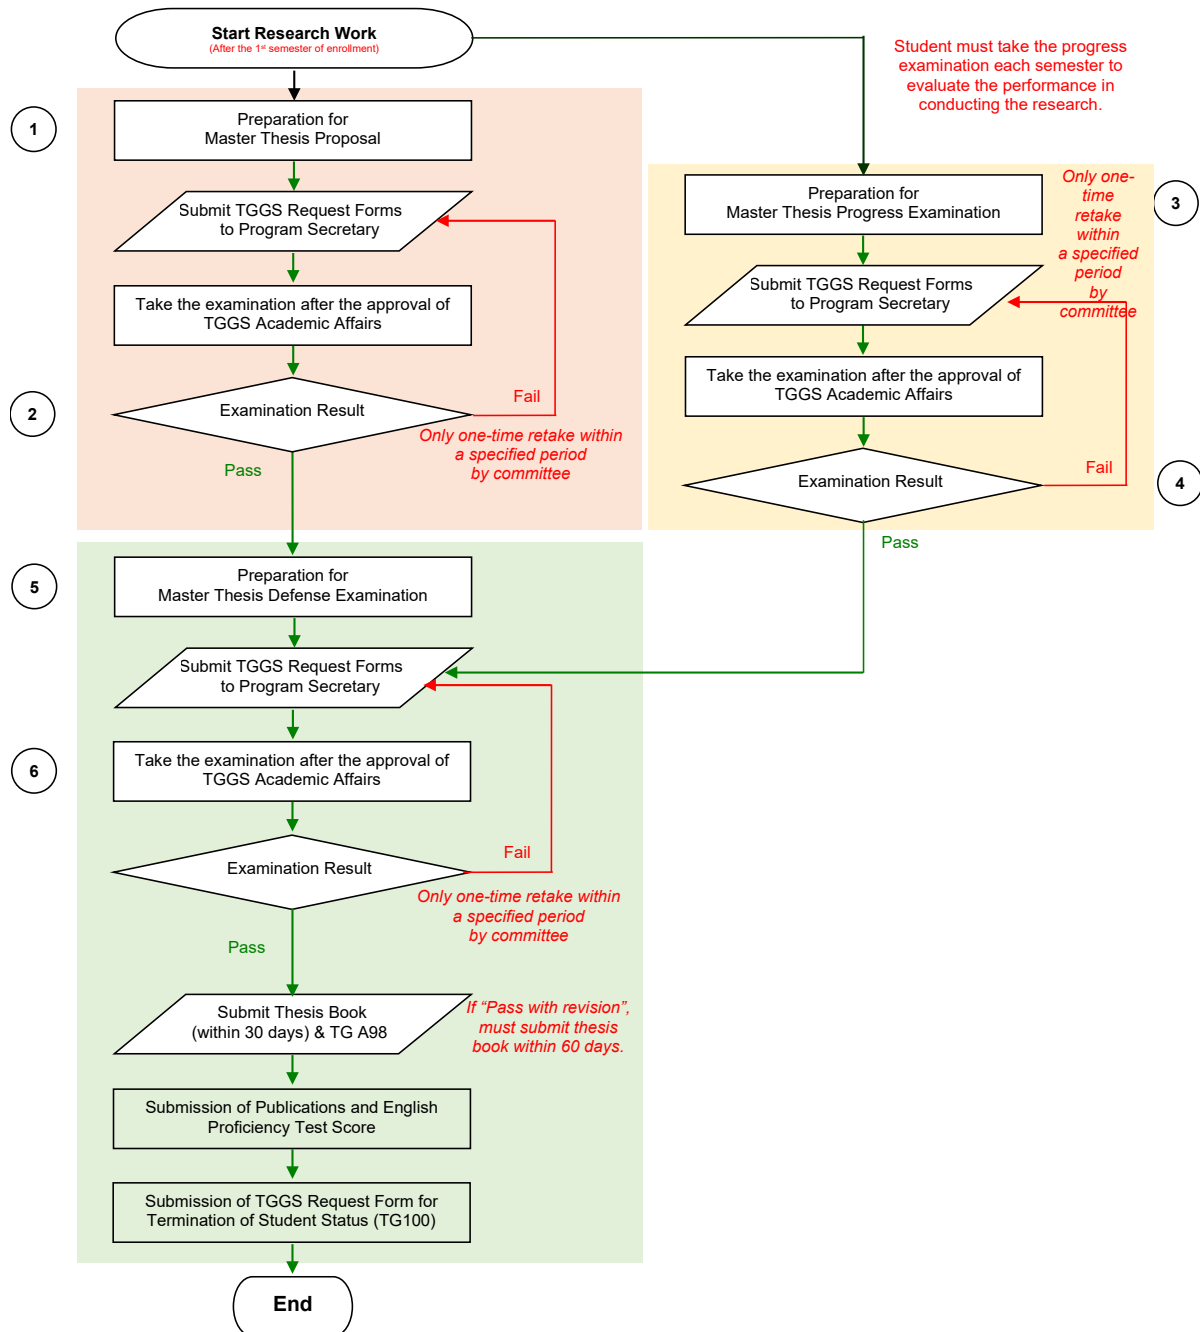 Start Research Work
(After the 1st semester of enrollment)
Student must take the progress
examination each semester to
evaluate the performance in
conducting the research.
1
Preparation for
Master Thesis Proposal
Submit TGGS Request Forms
to Program Secretary
Take the examination after the approval of
TGGS Academic Affairs
2
Examination Result
Fail
Only one-time retake within
a specified period
by committee
Pass
3
Preparation for
Master Thesis Progress Examination
Only one-
time
retake
within
a specified
period
by
committee
Submit TGGS Request Forms
to Program Secretary
Take the examination after the approval of
TGGS Academic Affairs
4
Examination Result
Fail
Pass
5
Preparation for
Master Thesis Defense Examination
Submit TGGS Request Forms
to Program Secretary
6
Take the examination after the approval of
TGGS Academic Affairs
Examination Result
Fail
Only one-time retake within
a specified period
by committee
Pass
Submit Thesis Book
(within 30 days) & TG A98
If “Pass with revision”,
must submit thesis
book within 60 days.
Submission of Publications and English
Proficiency Test Score
Submission of TGGS Request Form for
Termination of Student Status (TG100)
End